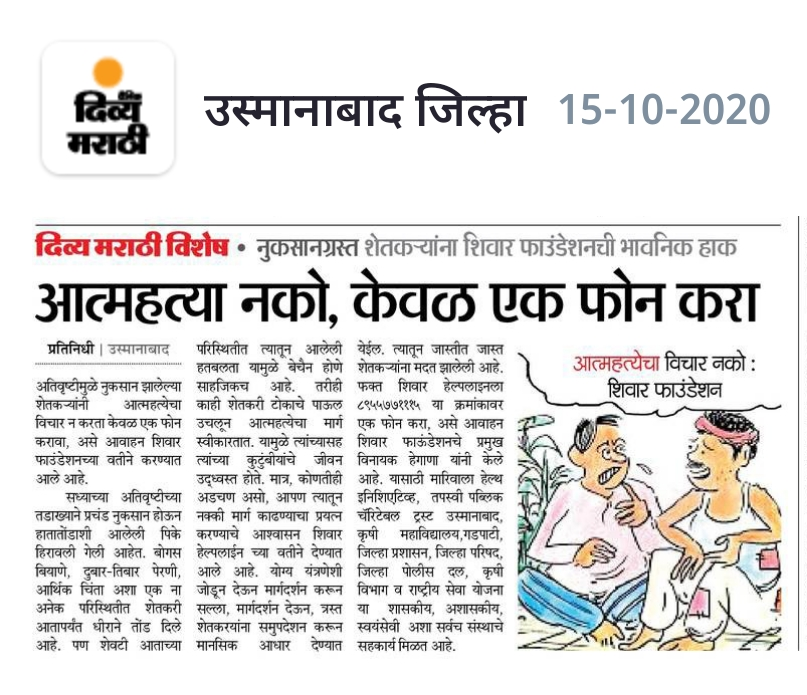 दिव्य मराठी
उस्मानाबाद जिल्हा 15-10-2020
दिव्य मराठी विशेष • नुकसानग्रस्त शेतकऱ्यांना शिवार फाउंडेशनची भावनिक हाक
आत्महत्या नको, केवळ एक फोन करा
प्रतिनिधी | उस्मानाबाद
अतिवृष्टीमुळे नुकसान झालेल्या
शेतकऱ्यांनी आत्महत्येचा
विचार न करता केवळ एक फोन
करावा, असे आवाहन शिवार
फाउंडेशनच्या वतीने करण्यात
आले आहे.
सध्याच्या अतिवृष्टीच्या
तडाख्याने प्रचंड नुकसान होऊन
हातातोंडाशी आलेली पिके
हिरावली गेली आहेत. बोगस
बियाणे, दुबार-तिबार पेरणी,
आर्थिक चिंता अशा एक ना
अनेक परिस्थितीत शेतकरी
आतापर्यंत धीराने तोंड दिले
आहे. पण शेवटी आताच्या
परिस्थितीत त्यातून आलेली
हतबलता यामुळे बेचैन होणे
साहजिकच आहे. तरीही
काही शेतकरी टोकाचे पाऊल
उचलून आत्महत्येचा मार्ग
स्वीकारतात. यामुळे त्यांच्यासह
त्यांच्या कुटुंबीयांचे जीवन
उद्ध्वस्त होते. मात्र, कोणतीही
अडचण असो, आपण त्यातून
नक्की मार्ग काढण्याचा प्रयत्न
करण्याचे आश्वासन शिवार
हेल्पलाईन च्या वतीने देण्यात
आले आहे. योग्य यंत्रणेशी
जोडून देऊन मार्गदर्शन करून
सल्ला, मार्गदर्शन देऊन, त्रस्त
शेतकरयांना समुपदेशन करून
मानसिक आधार देण्यात
येईल. त्यातून जास्तीत जास्त
शेतकऱ्यांना मदत झालेली आहे.
फक्त शिवार हेल्पलाइनला
८९५५७७१११५ या क्रमांकावर
एक फोन करा, असे आवाहन
शिवार फाऊंडेशनचे प्रमुख
विनायक हेगाणा यांनी केले
आहे. यासाठी मारिवाला हेल्थ
इनिशिएटिव्ह, तपस्वी पब्लिक
चॅरिटेबल ट्रस्ट उस्मानाबाद,
कृषी महाविद्यालय,गडपाटी,
जिल्हा प्रशासन, जिल्हा परिषद,
जिल्हा पोलीस दल, कृषी
विभाग व राष्ट्रीय सेवा योजना
या शासकीय, अशासकीय,
स्वयंसेवी अशा सर्वच संस्थाचे
सहकार्य मिळत आहे.
आत्महत्येचा विचार नको :
शिवार फाउंडेशन